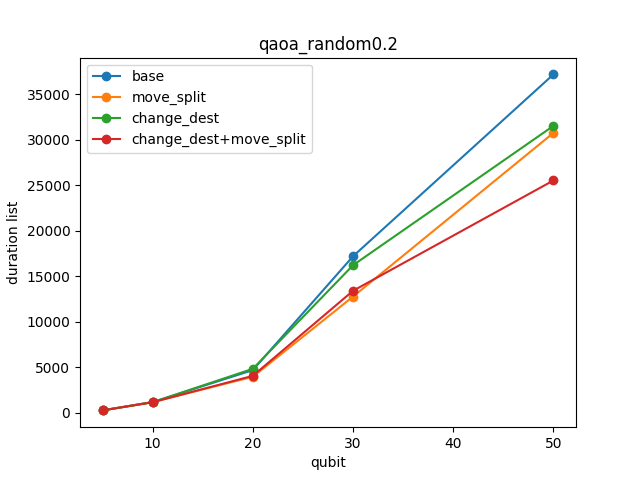 qaoa_random0.2
base
move_split
change_dest
change_dest+move_split
duration list
35000
30000
25000
20000
15000
10000
5000
0
10 20 30 40 50
qubit